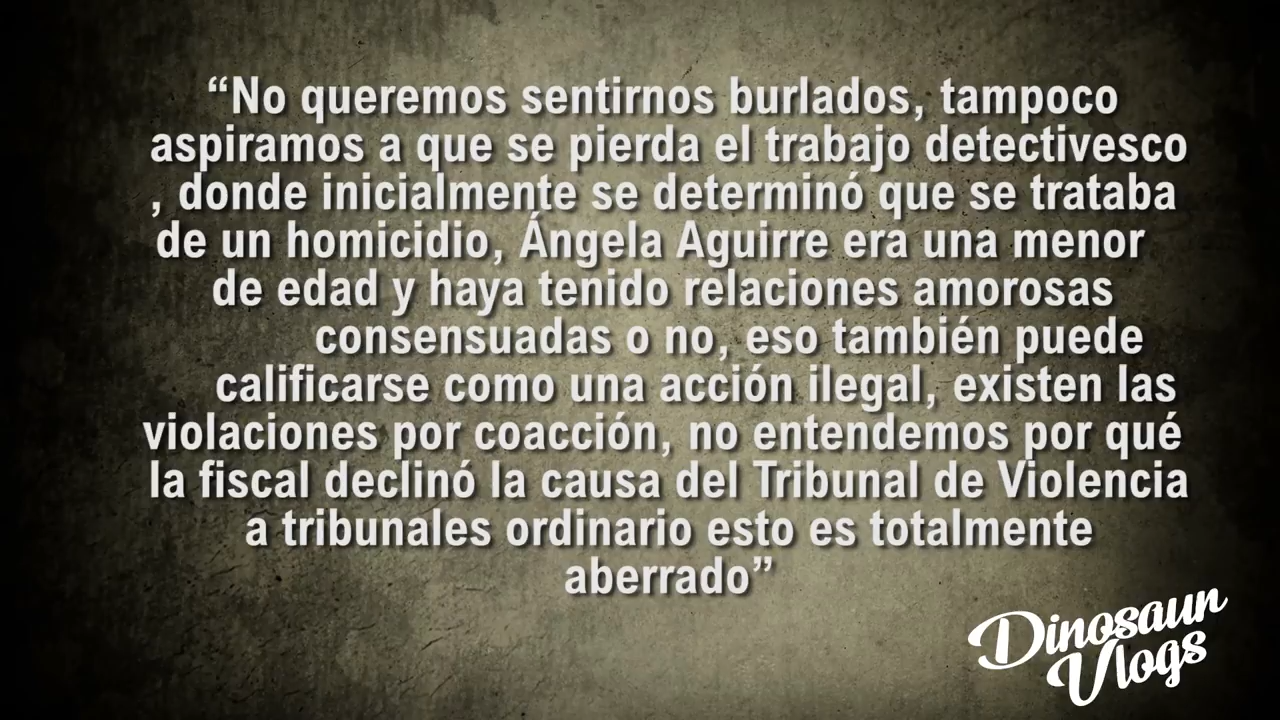 “No queremos sentirnos burlados, tampoco
aspiramos a que se pierda el trabajo detectivesco
, donde inicialmente se determinó que se trataba
de un homicidio, Ángela Aguirre era una menor
de edad y haya tenido relaciones amorosas
consensuadas o no, eso también puede
calificarse como una acción ilegal, existen las
violaciones por coacción, no entendemos por qué
la fiscal declinó la causa del Tribunal de Violencia
a tribunales ordinario esto es totalmente
aberrado”
Dinosaun
Vlogs